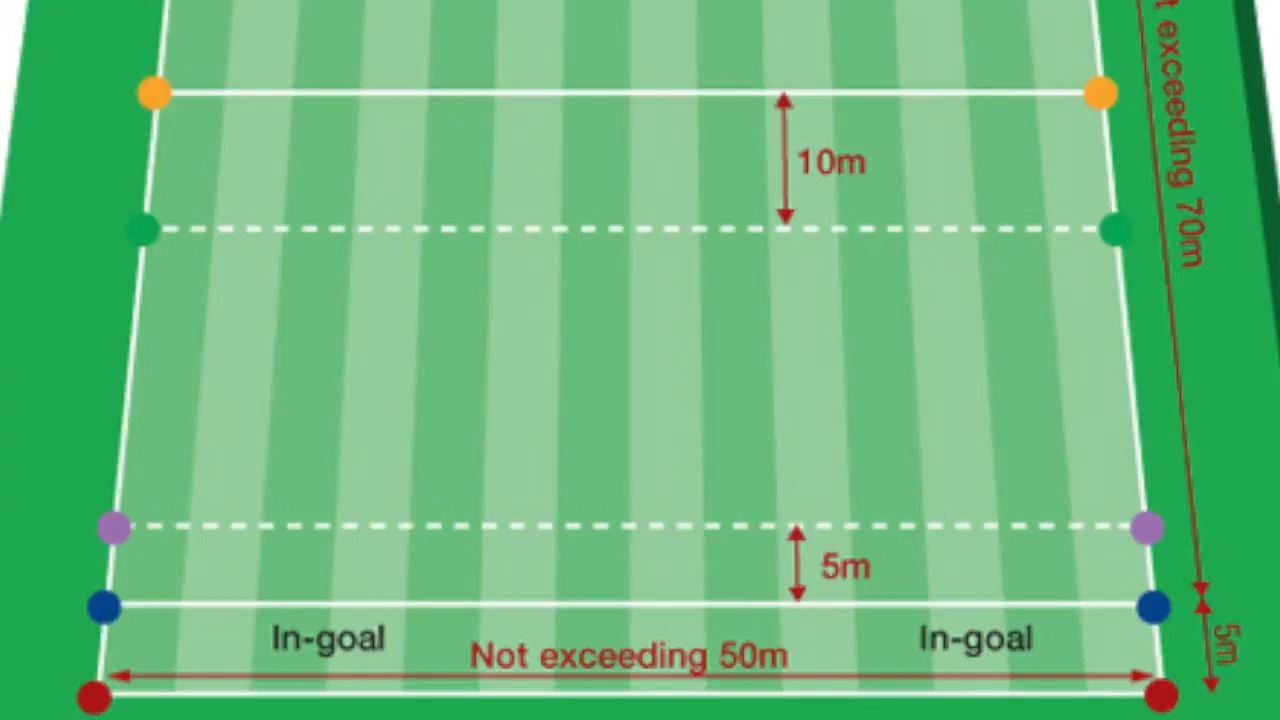 t exceeding 70m
10m
5m
In-goal
In-goal
Not exceeding 50m
5m